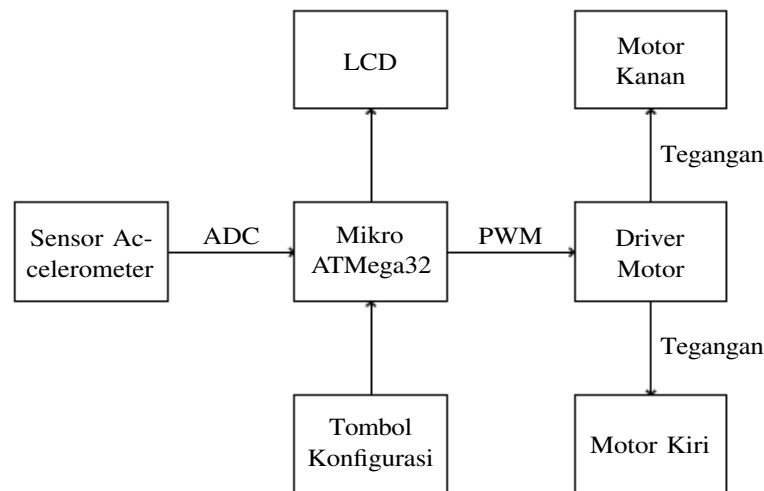 LCD
Motor
Kanan
Tegangan
Sensor Ac-
celerometer
ADC
Mikro
ATMega32
PWM
Driver
Motor
Tegangan
Tombol
Konfigurasi
Motor Kiri